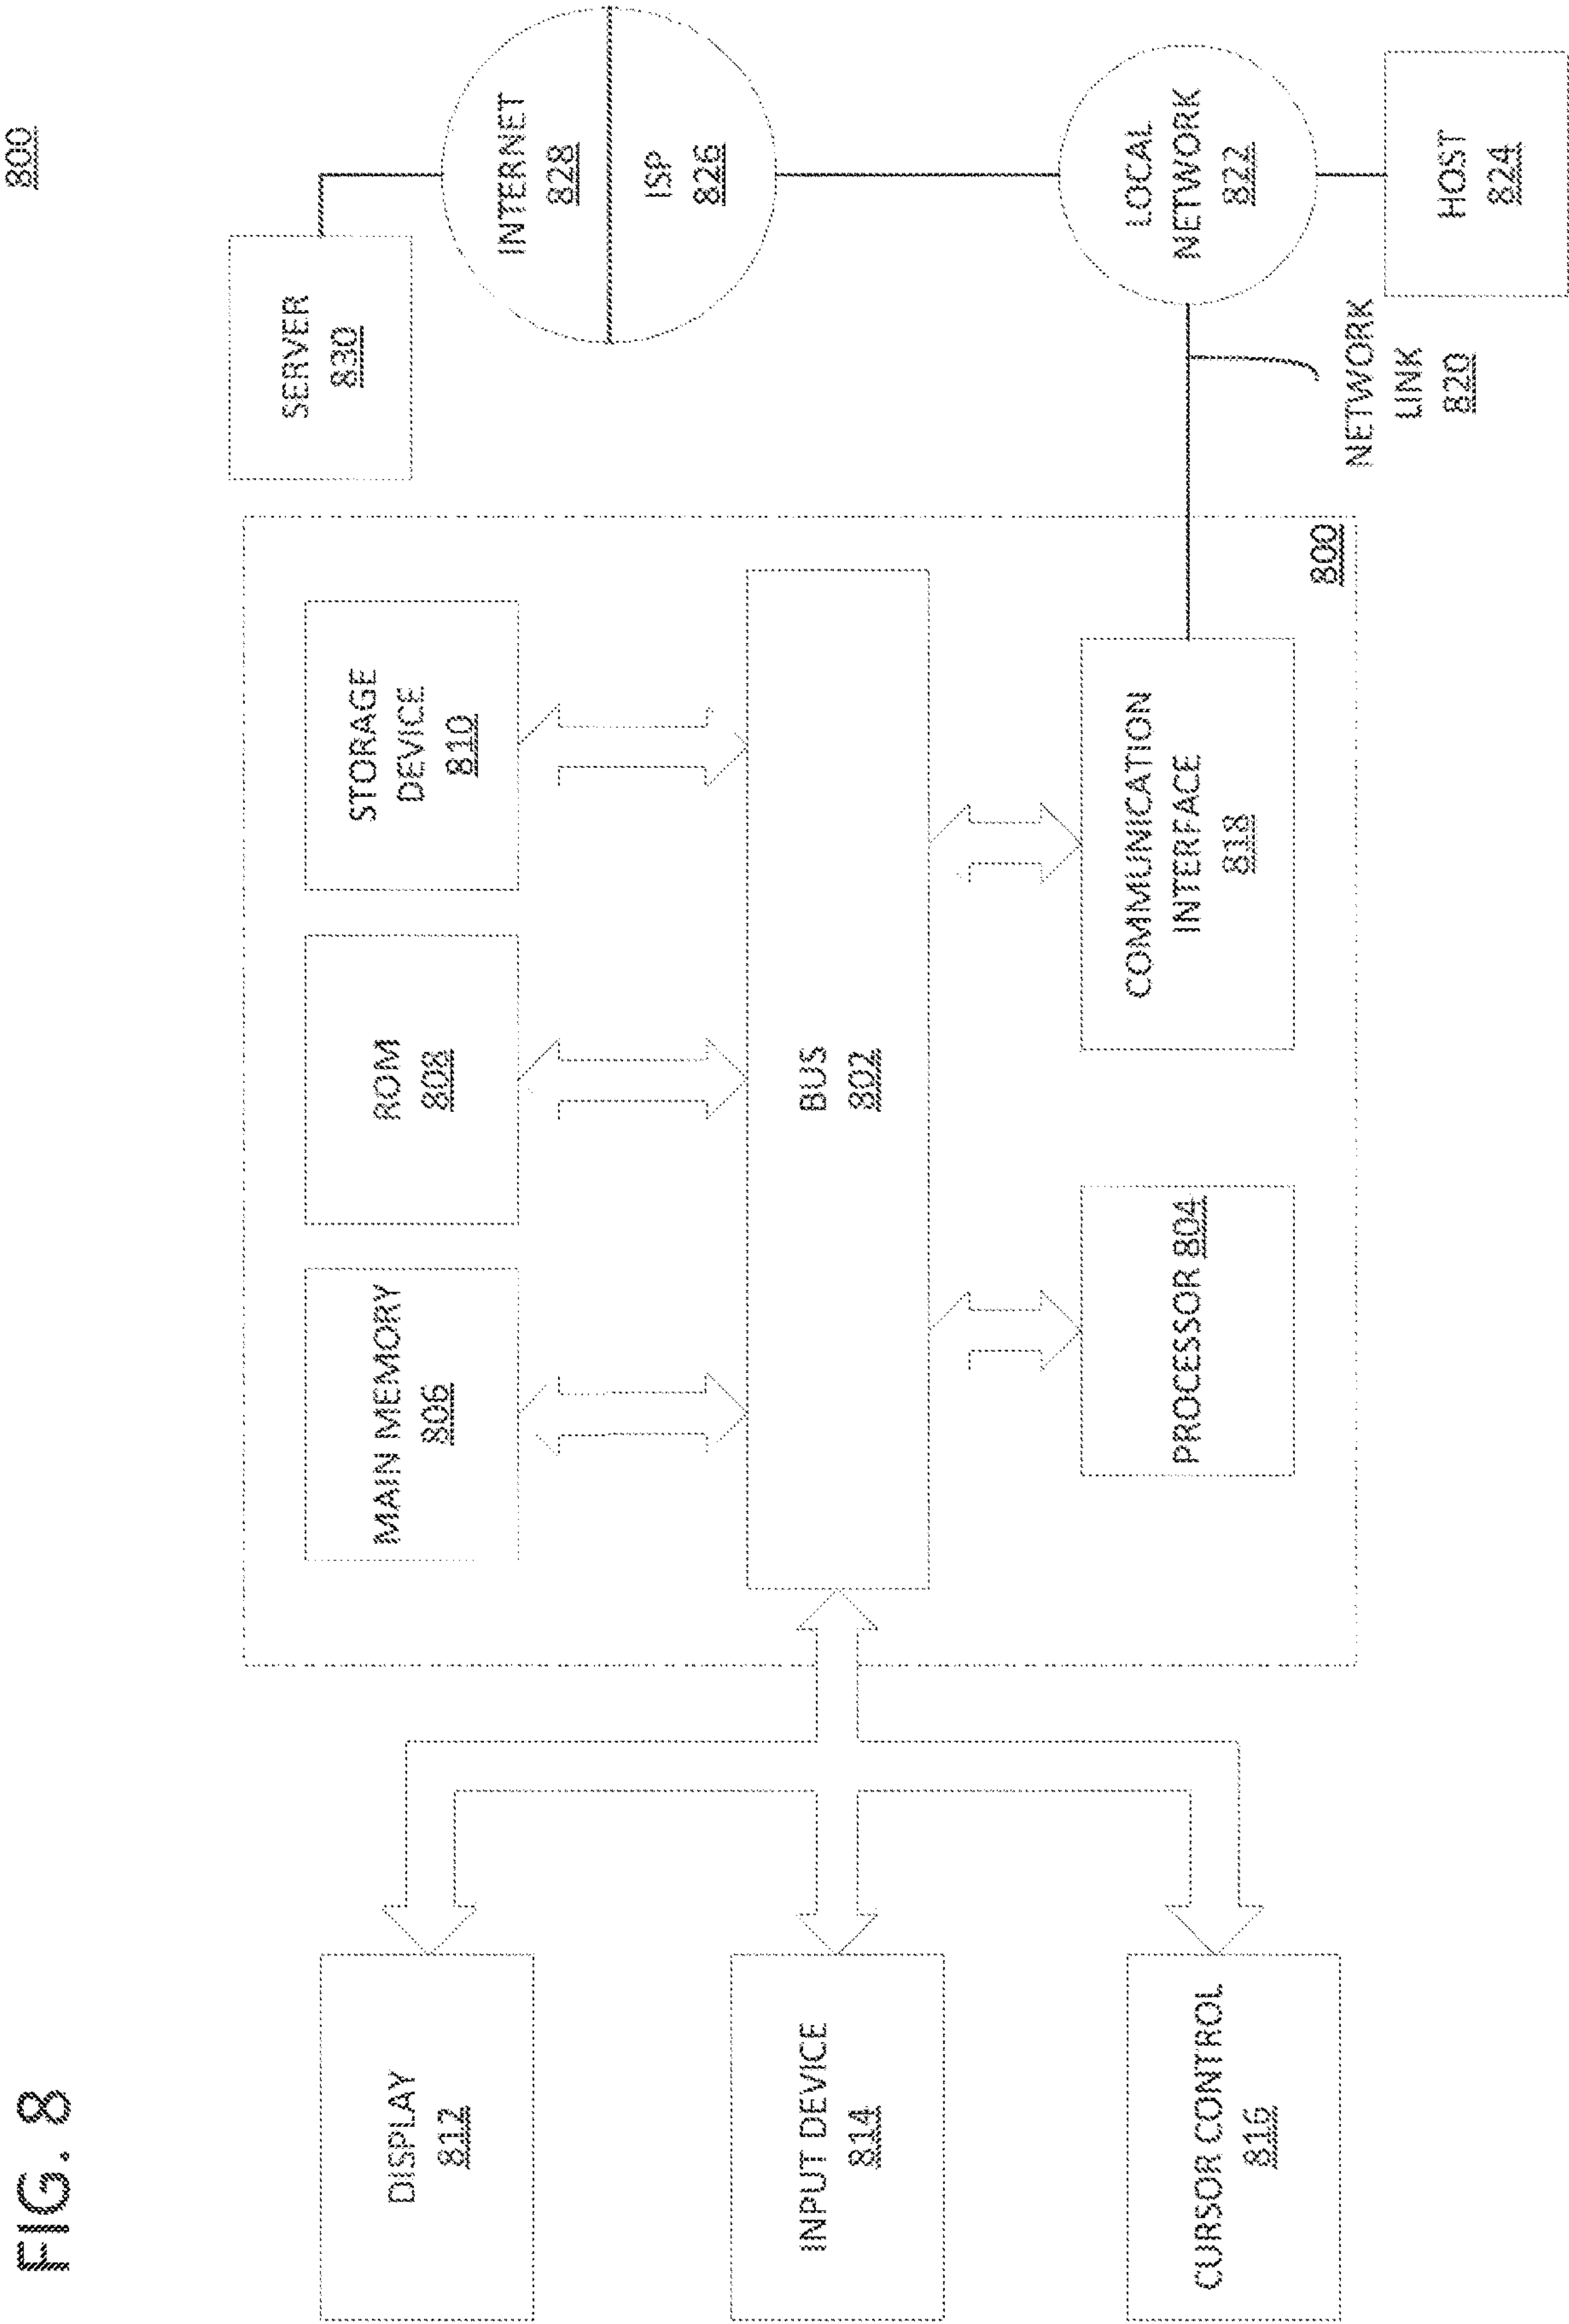 FIG. 8
800
DISPLAY
812
INPUT DEVICE
814
CURSOR CONTROL
816
MAIN MEMORY
806
ROM
808
STORAGE
DEVICE
810
BUS
802
PROCESSOR 804
COMMUNICATION
INTERFACE
818
800
SERVER
830
INTERNET
828
ISP
826
LOCAL
NETWORK
822
NETWORK
LINK
820
HOST
824